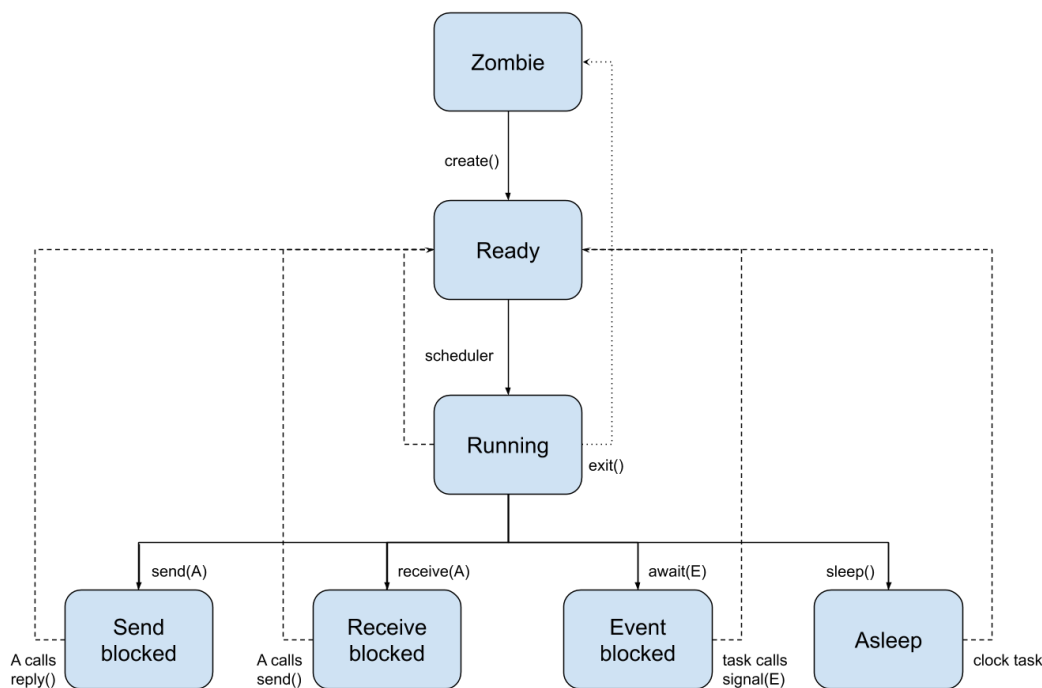 Zombie
create()
Ready
scheduler
Running
exit()
send(A)
receive(A)
await(E)
sleep()
Send
blocked
Receive
blocked
Event
blocked
Asleep
A calls
reply()
A calls
send()
task calls
signal(E)
clock task